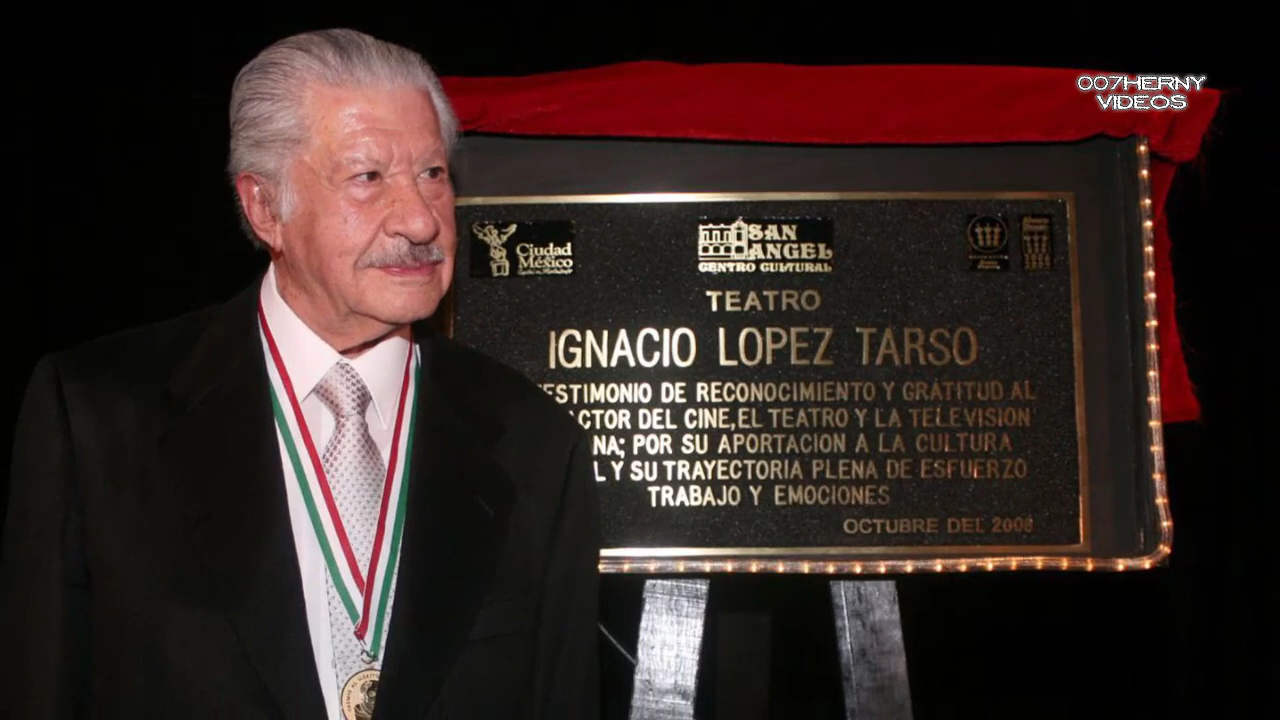 007HERNY
VIDEOS
Ciudad
de
México
SAN
ANGEL
CENTRO CULTURAL
TEATRO
IGNACIO LOPEZ TARSO
ESTIMONIO DE RECONOCIMIENTO Y GRATITUD AL
ACTOR DEL CINE, EL TEATRO Y LA TELEVISION
NA; POR SU APORTACION A LA CULTURA
L Y SU TRAYECTORIA PLENA DE ESFUERZO
TRABAJO Y EMOCIONES
OCTUBRE DEL 2008